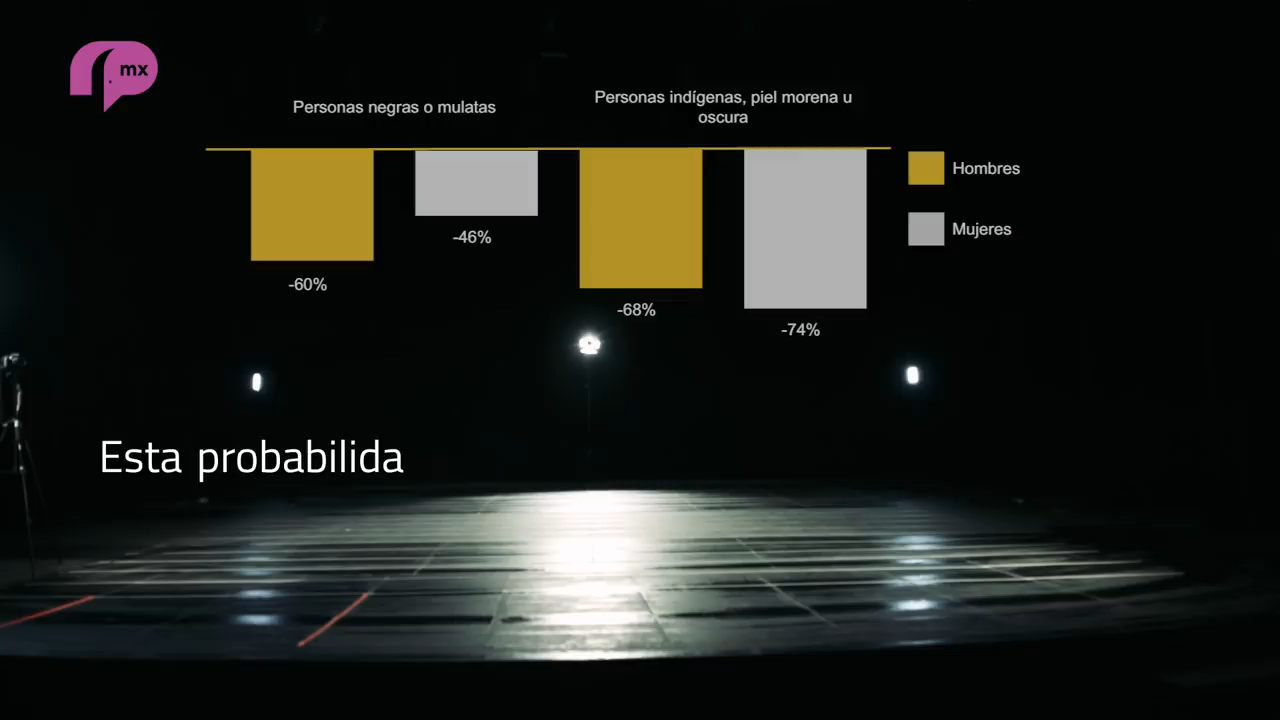 mx
Personas negras o mulatas
Personas indígenas, piel morena u
oscura
Hombres
Mujeres
-60%
-46%
-68%
-74%
Esta probabilida